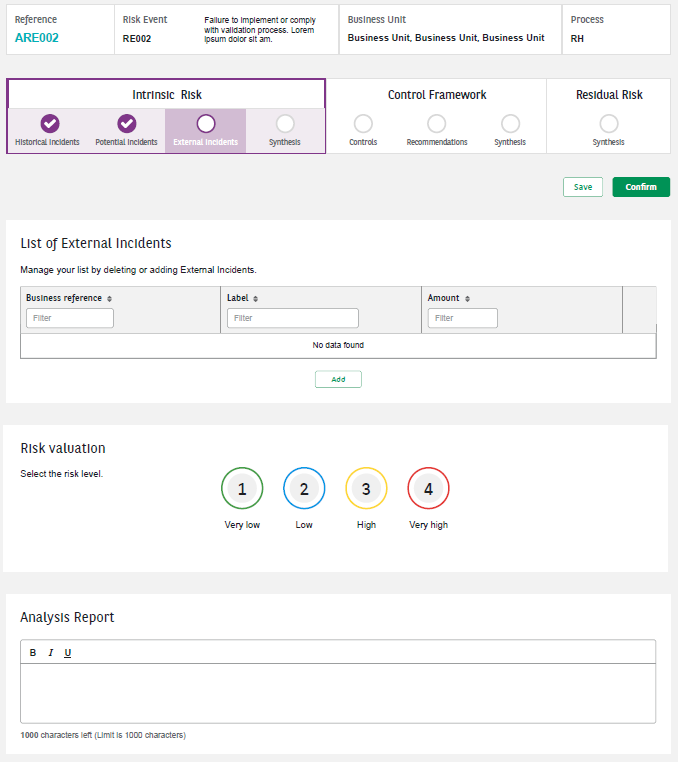 Reference
ARE002
Risk Event
RE002
Failure to implement or comply
with validation process. Lorem
ipsum dolor sit am.
Business Unit
Business Unit, Business Unit, Business Unit
Process
RH
Intrinsic Risk
Control Framework
Residual Risk
Historical Incidents
Potential Incidents
External Incidents
Synthesis
Controls
Recommendations
Synthesis
Synthesis
Save
Confirm
List of External Incidents
Manage your list by deleting or adding External Incidents.
Business reference
Label
Amount
Filter
Filter
Filter
No data found
Add
Risk valuation
Select the risk level.
1
2
3
4
Very low
Low
High
Very high
Analysis Report
B I U
1000 characters left (Limit is 1000 characters)